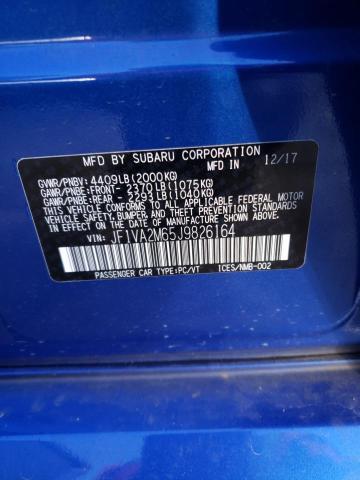 MFD BY SUBARU CORPORATION
GVWR/PNBV: 4409LB(2000KG) MFD. IN 12/17
GAWR/PNBE: FRONT- 2370LB(1075KG)
GAWR/PNBE: REAR - 2293LB(1040KG)
THIS VEHICLE CONFORMS TO ALL APPLICABLE FEDERAL MOTOR
VEHICLE SAFETY, BUMPER, AND THEFT PREVENTION STANDARDS
IN EFFECT ON THE DATE OF MANUFACTURE SHOWN ABOVE.
VIN: JF1VA2M65J9826164
PASSENGER CAR TYPE:PC/VT ICES/NMB-002